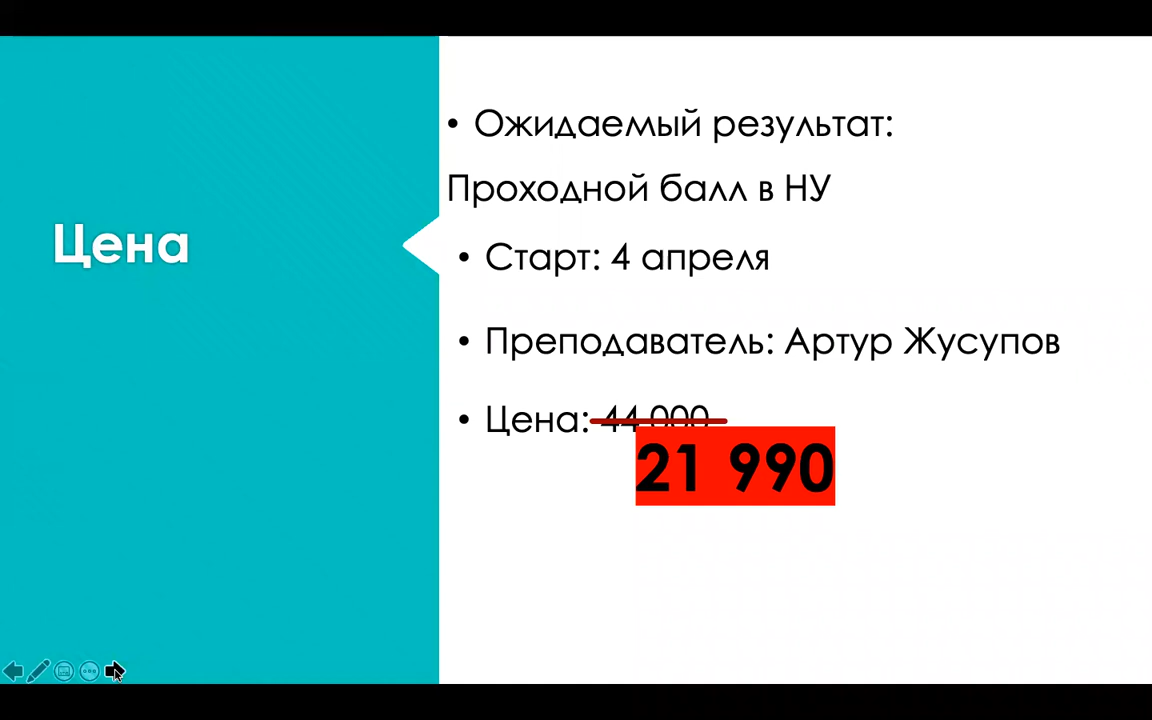 Цена
• Ожидаемый результат:
Проходной балл в НУ
• Старт: 4 апреля
• Преподаватель: Артур Жусупов
• Цена: 44 000
21 990